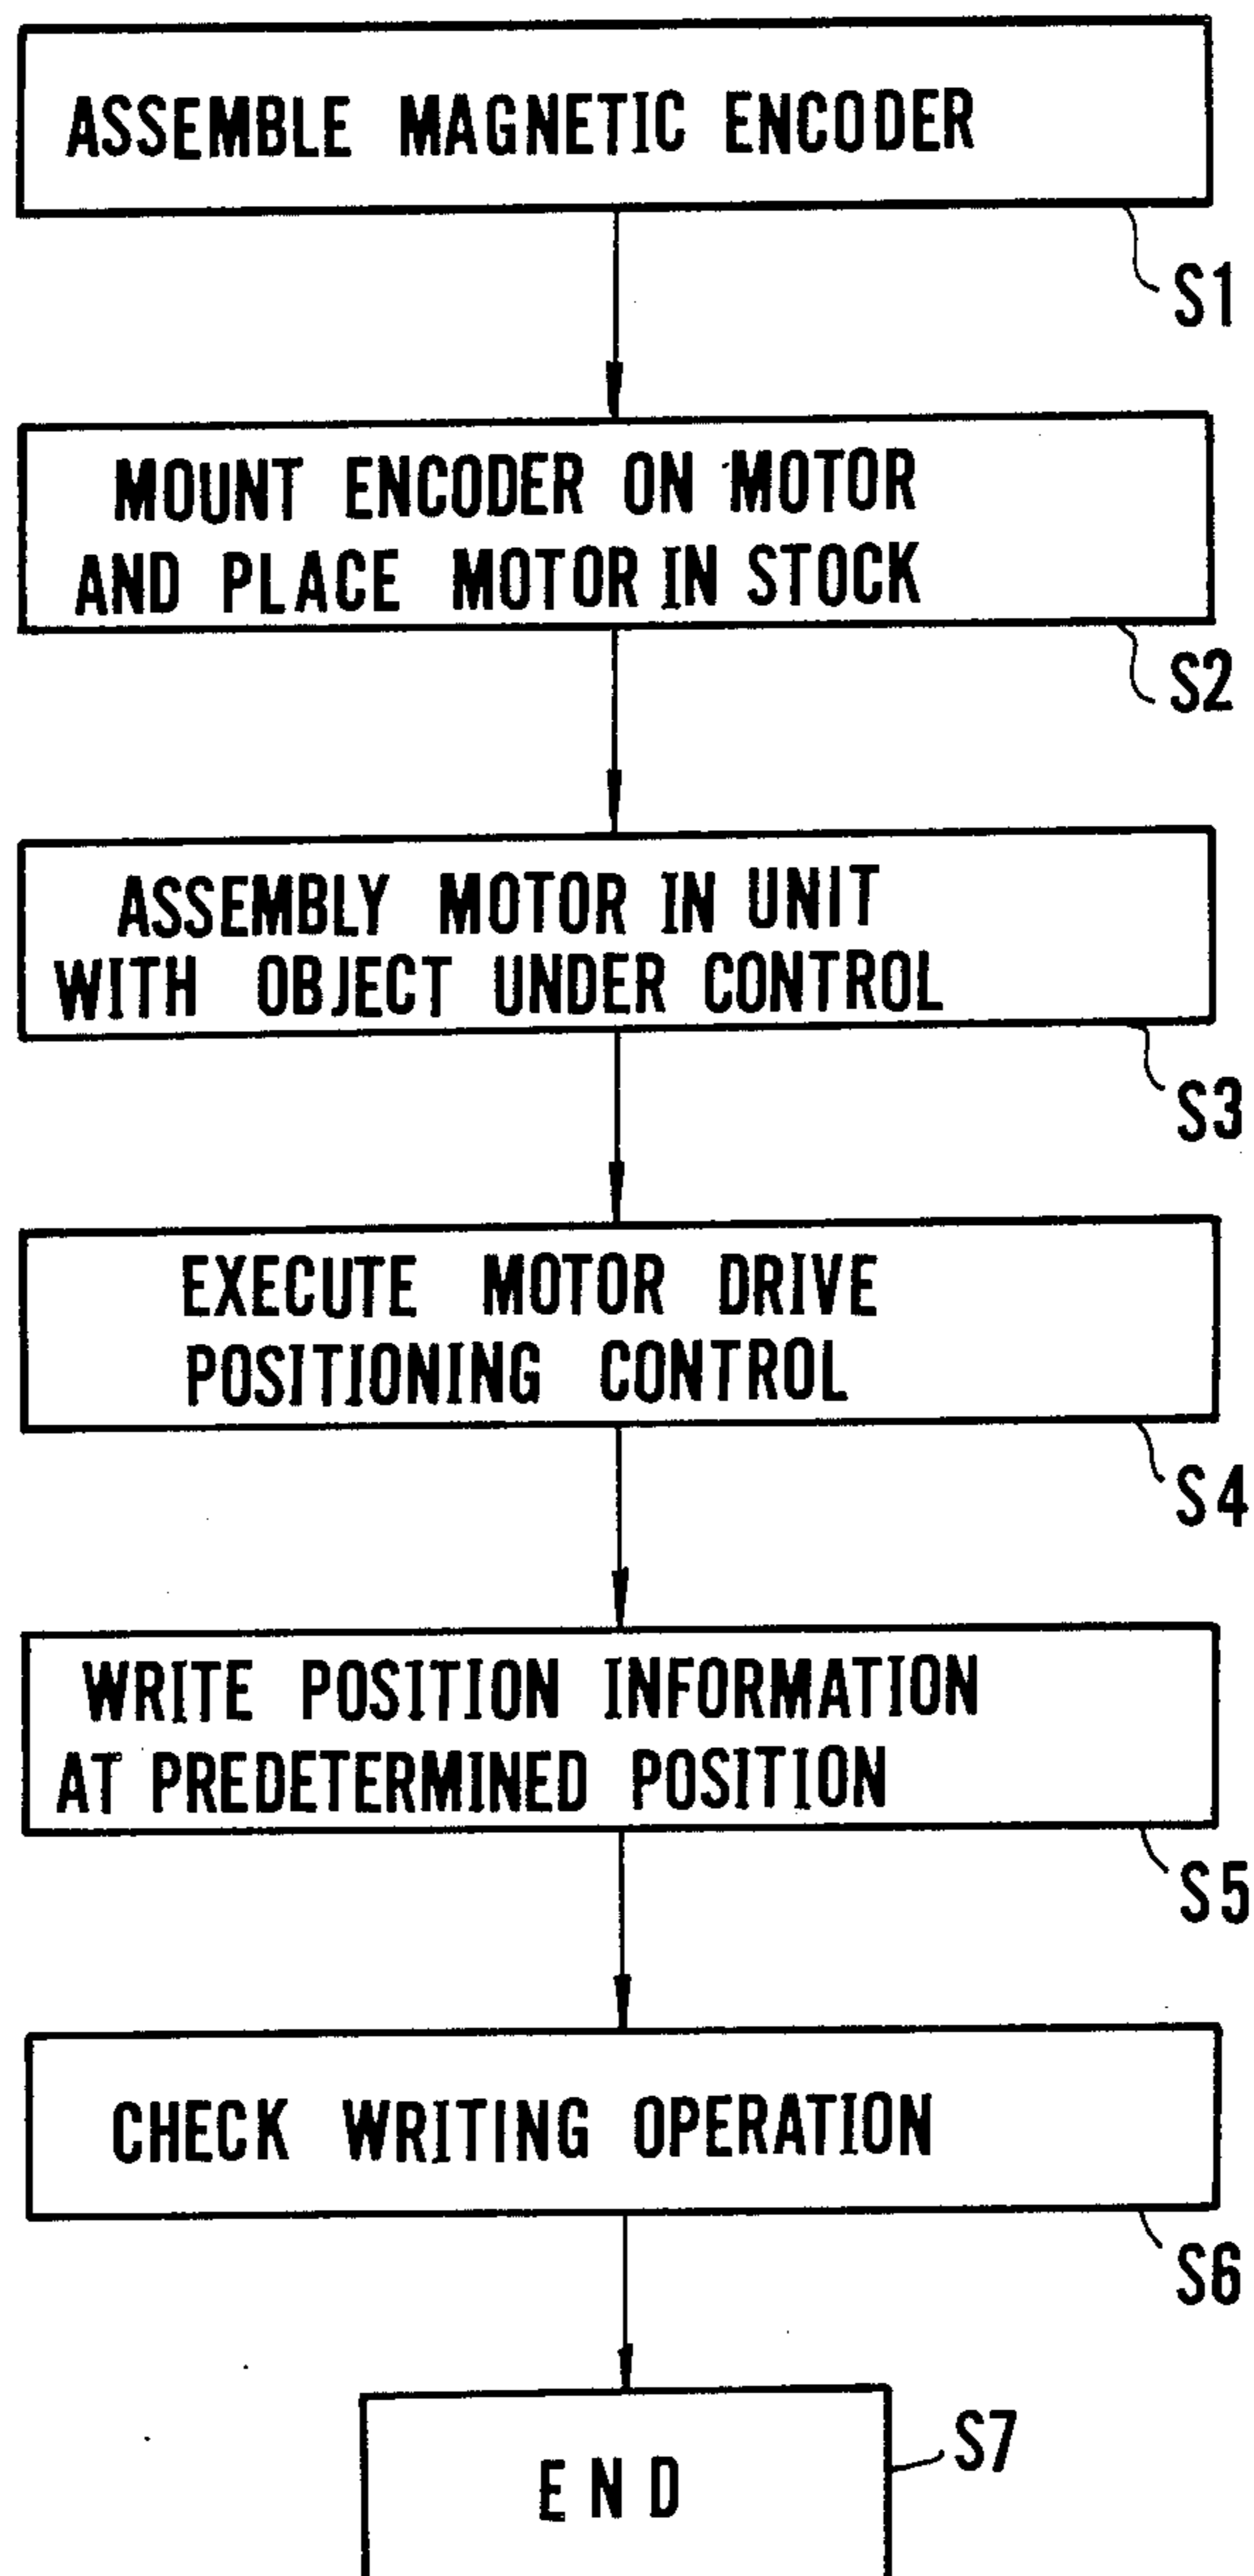 ASSEMBLE MAGNETIC ENCODER
S1
MOUNT ENCODER ON MOTOR
AND PLACE MOTOR IN STOCK
S2
ASSEMBLY MOTOR IN UNIT
WITH OBJECT UNDER CONTROL
S3
EXECUTE MOTOR DRIVE
POSITIONING CONTROL
S4
WRITE POSITION INFORMATION
AT PREDETERMINED POSITION
S5
CHECK WRITING OPERATION
S6
END
S7